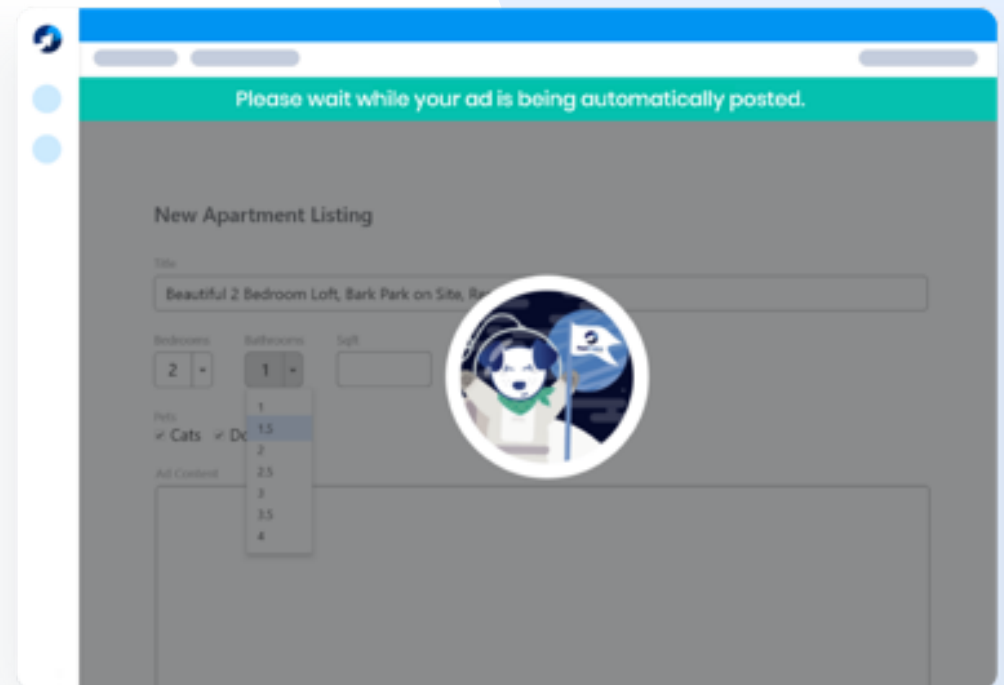 Please wait while your ad is being automatically posted.
New Apartment Listing
Title
Beautiful 2 Bedroom Loft, Bark Park on Site,
Bedrooms Bathrooms Sqft
2 1
1
1.5
Pets
Cats
2
Ad Content
2.5
3
3.5
4